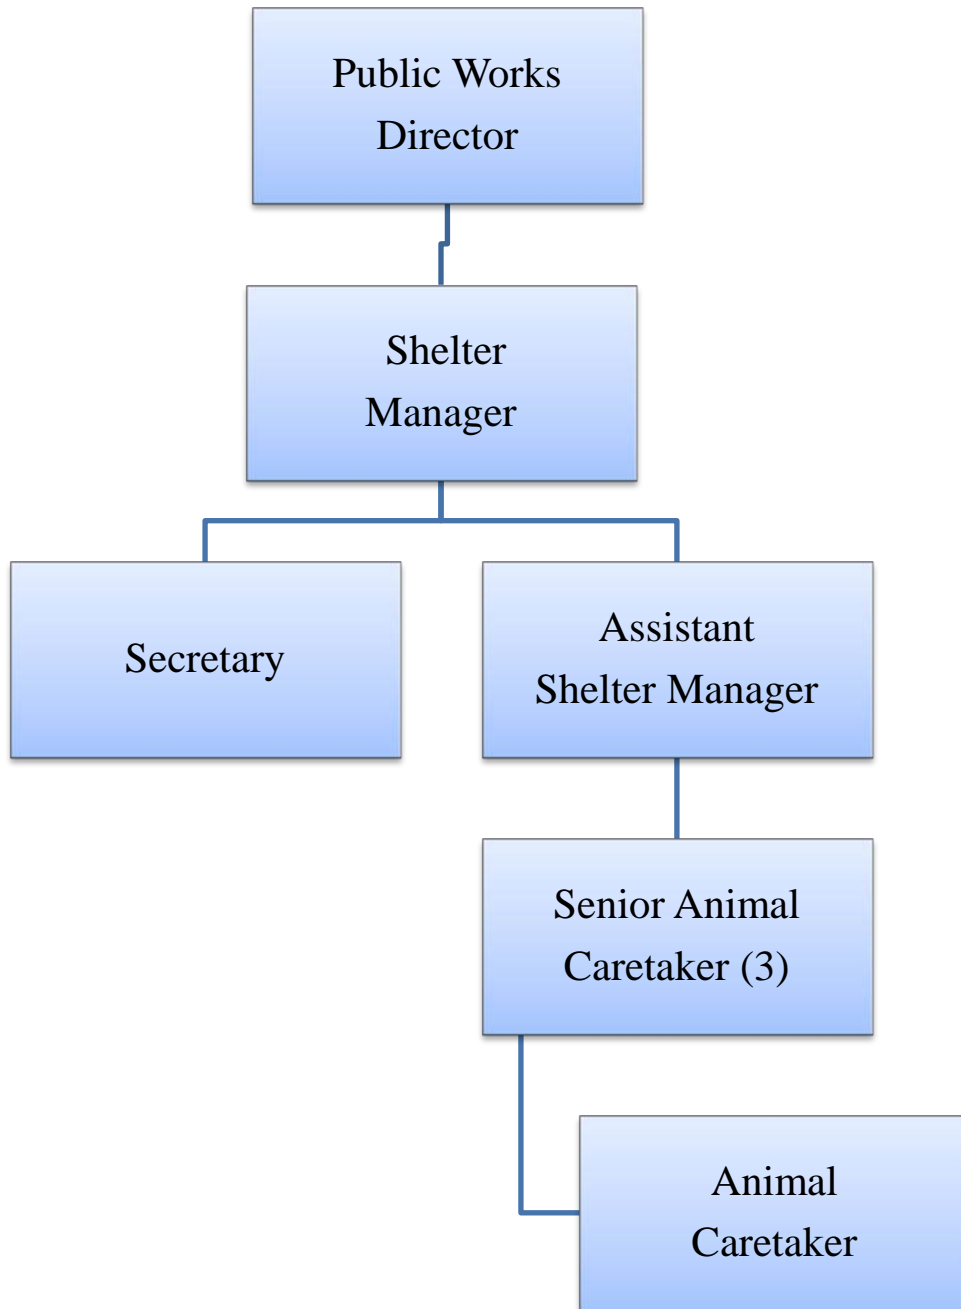 Public Works
Director
Shelter
Manager
Secretary
Assistant
Shelter Manager
Senior Animal
Caretaker (3)
Animal
Caretaker